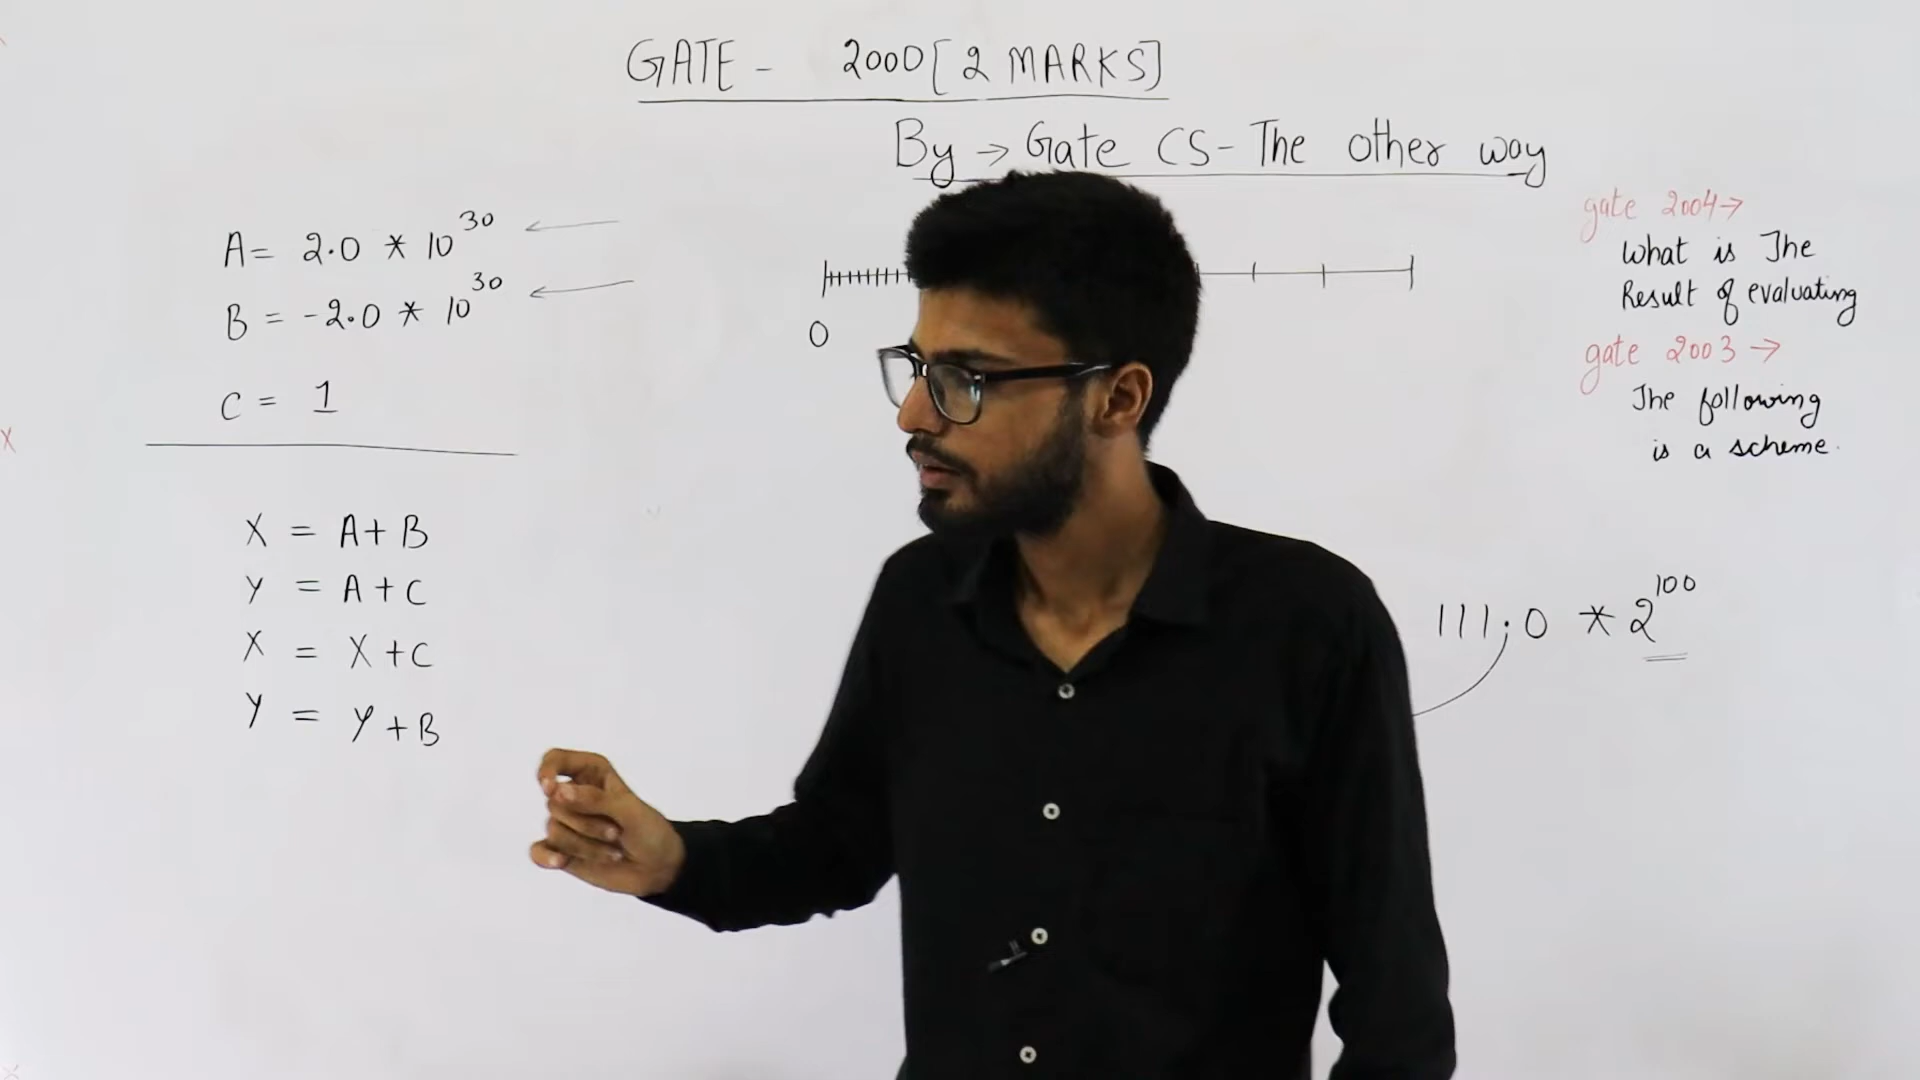 GATE - 2000 [2 MARKS]
By → Gate CS - The other way
A = 2.0 * 10^30
B = -2.0 * 10^30
C = 1
X = A + B
Y = A + C
X = X + C
Y = Y + B
0
gate 2004 →
What is The
Result of evaluating
gate 2003 →
The following
is a scheme.
111.0 * 2^100